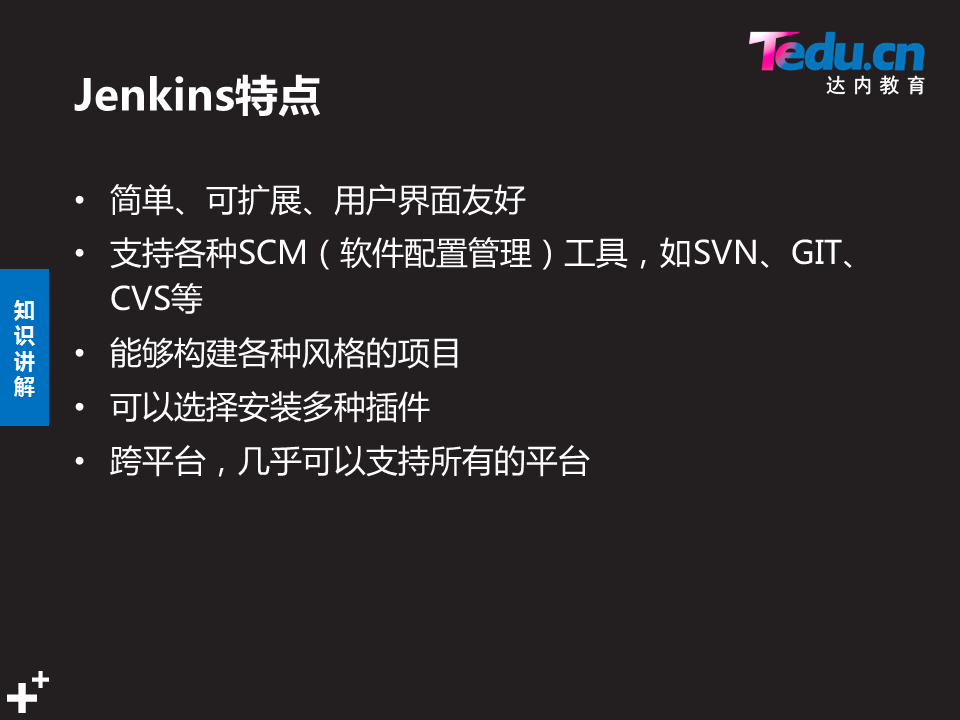 Tedu.cn
达内教育
Jenkins特点
• 简单、可扩展、用户界面友好
• 支持各种SCM（软件配置管理）工具，如SVN、GIT、
CVS等
• 能够构建各种风格的项目
• 可以选择安装多种插件
• 跨平台，几乎可以支持所有的平台
知
识
讲
解